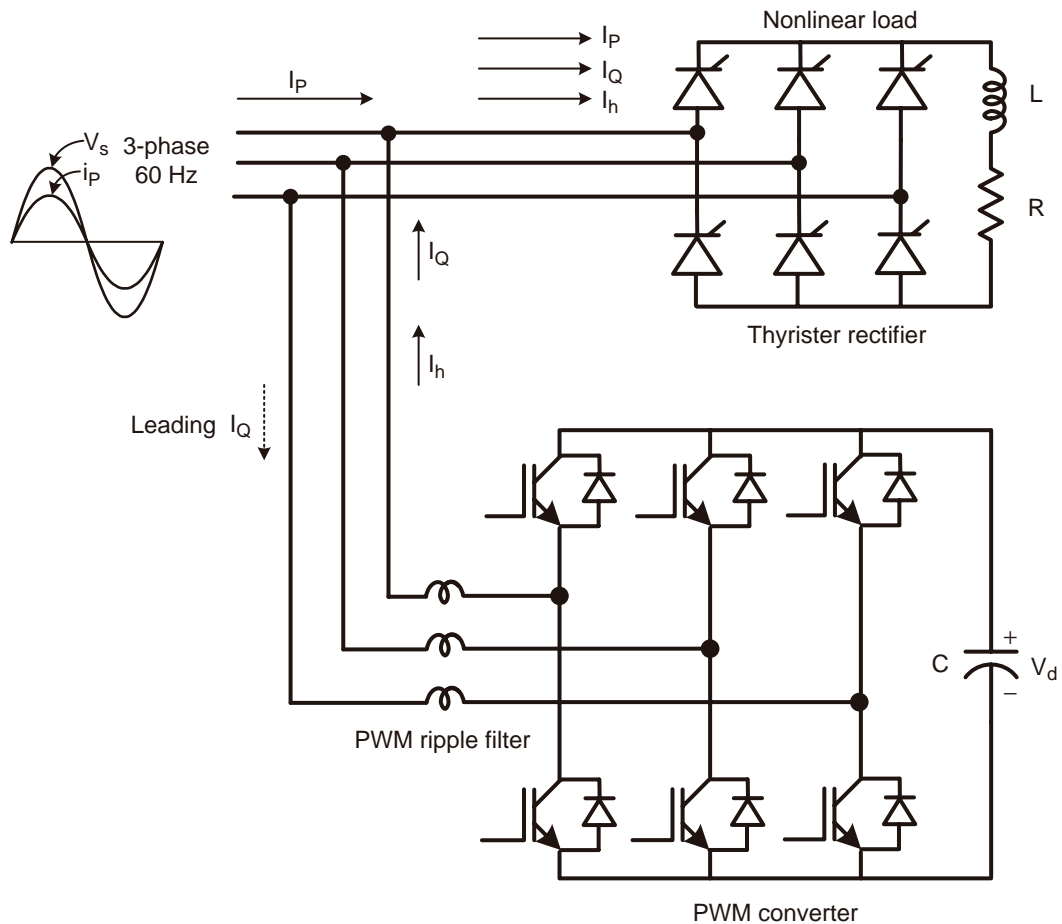 Nonlinear load
I_P
I_Q
I_h
I_P
V_s 3-phase
60 Hz
i_P
L
R
I_Q
Thyrister rectifier
I_h
Leading I_Q
C
+
V_d
−
PWM ripple filter
PWM converter